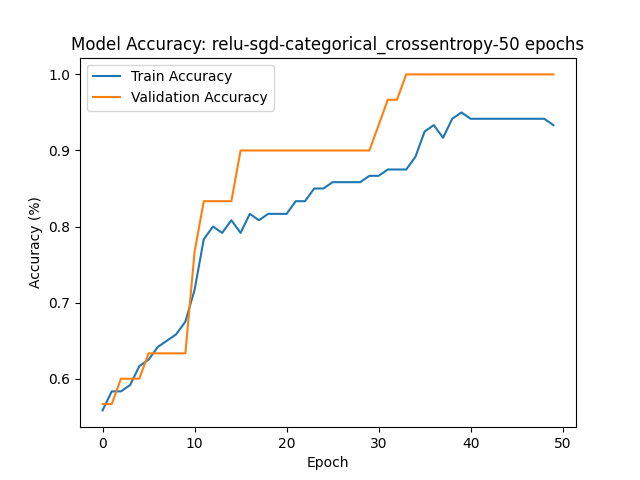 Model Accuracy: relu-sgd-categorical_crossentropy-50 epochs
Train Accuracy
Validation Accuracy
Accuracy (%)
1.0
0.9
0.8
0.7
0.6
0 10 20 30 40 50
Epoch